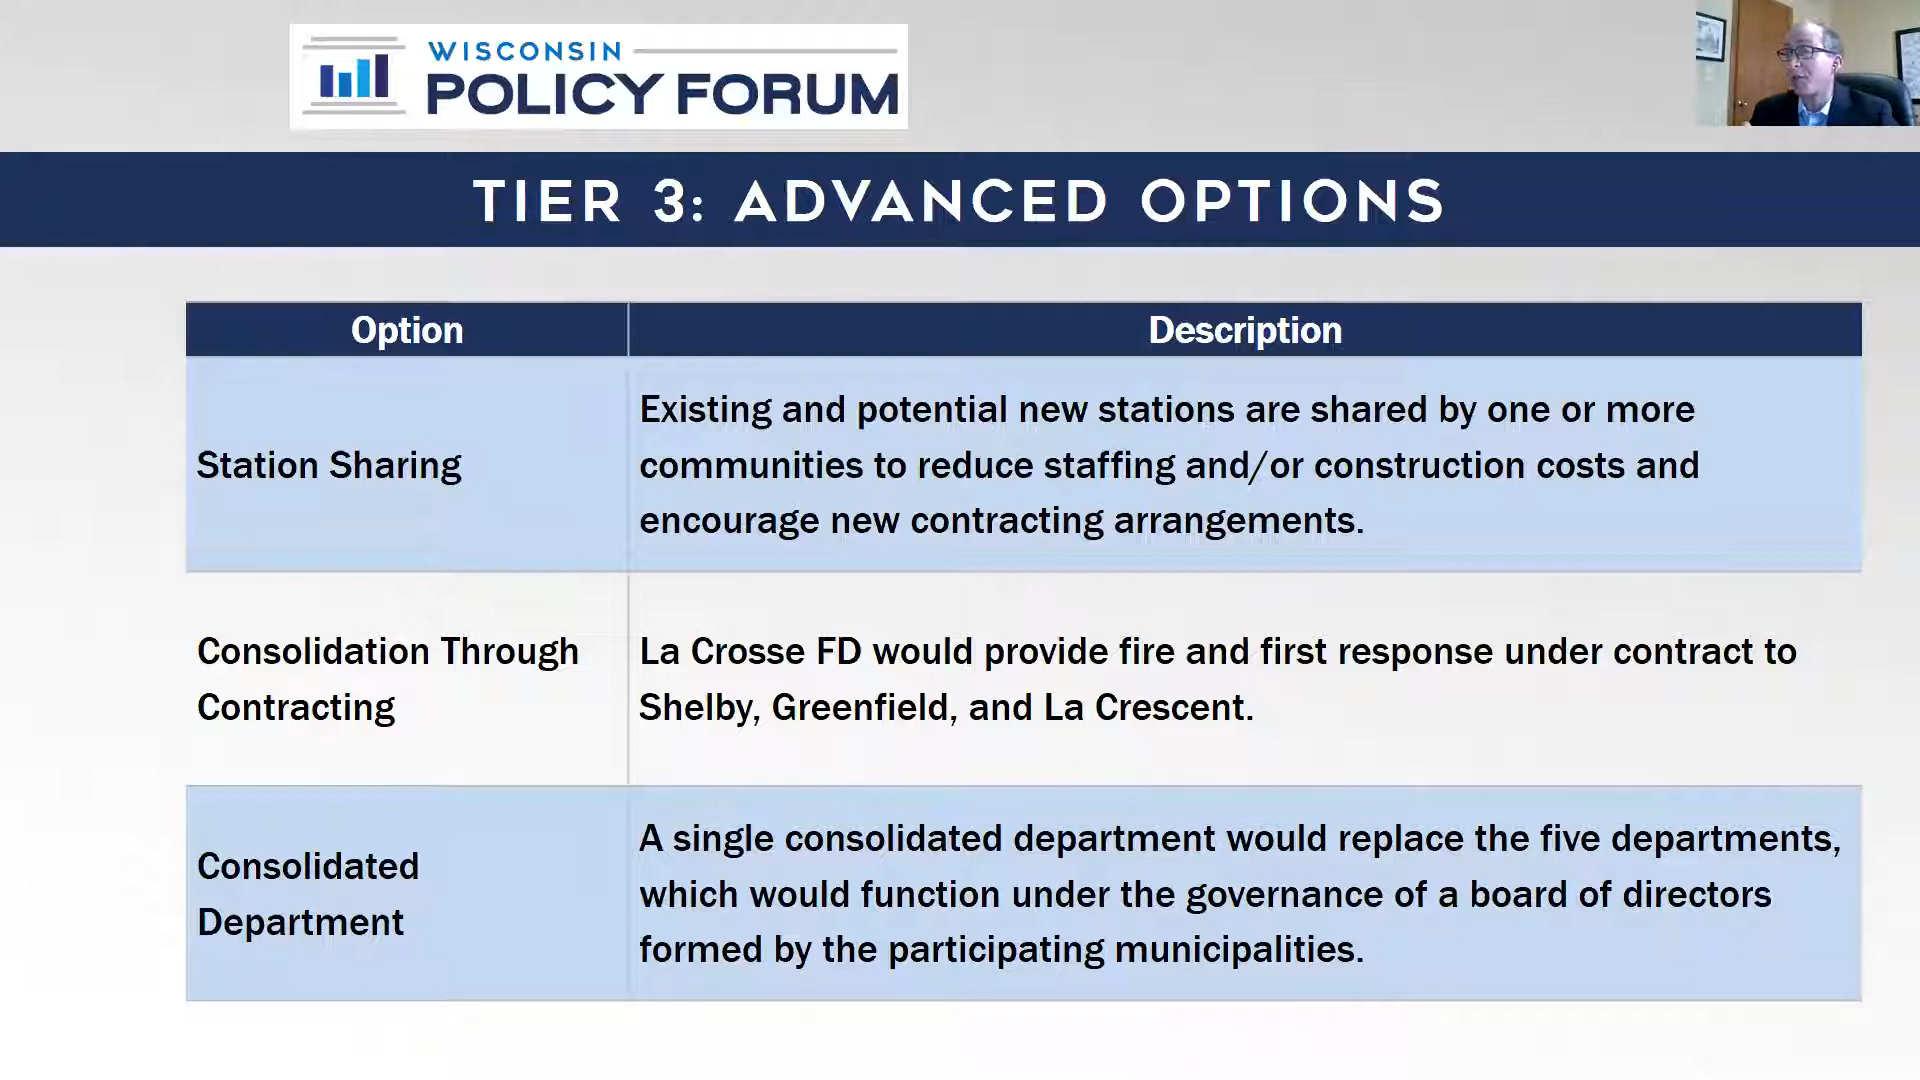 WISCONSIN
POLICY FORUM
TIER 3: ADVANCED OPTIONS
Option
Description
Station Sharing
Existing and potential new stations are shared by one or more
communities to reduce staffing and/or construction costs and
encourage new contracting arrangements.
Consolidation Through
Contracting
La Crosse FD would provide fire and first response under contract to
Shelby, Greenfield, and La Crescent.
Consolidated
Department
A single consolidated department would replace the five departments,
which would function under the governance of a board of directors
formed by the participating municipalities.